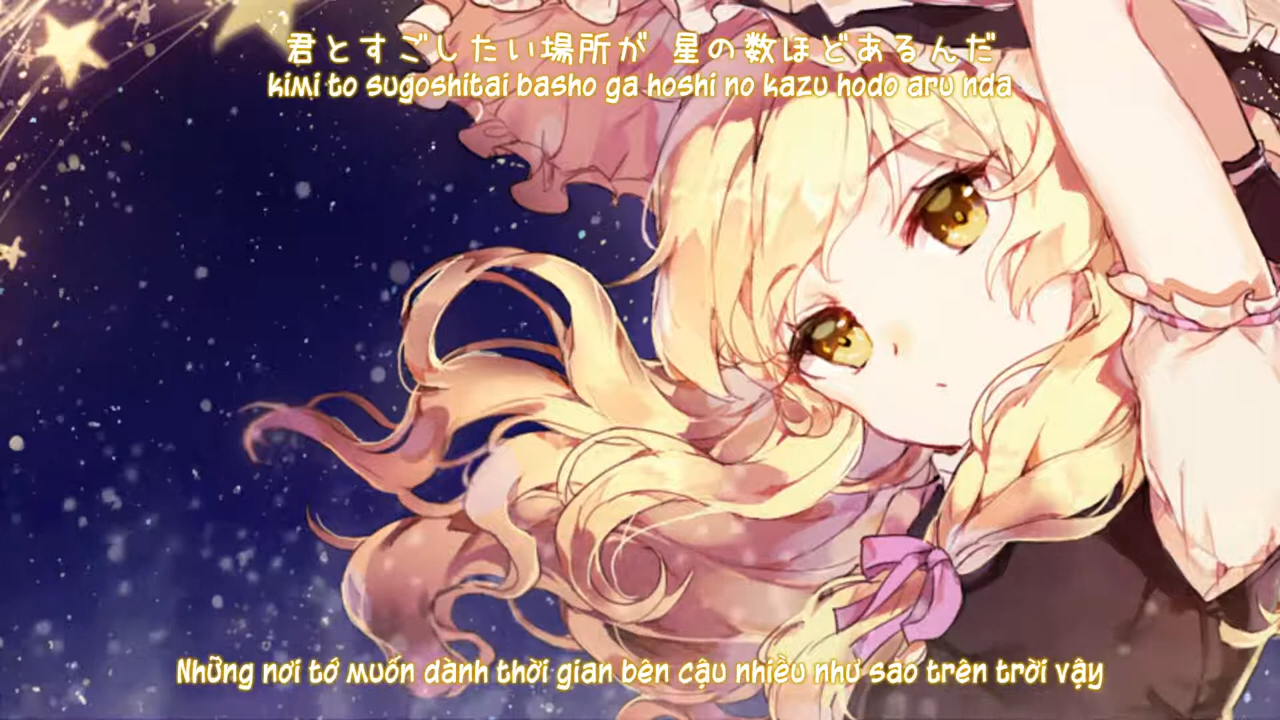 君とすごしたい場所が 星の数ほどあるんだ
kimi to sugoshitai basho ga hoshi no kazu hodo aru nda
Những nơi tớ muốn dành thời gian bên cậu nhiều như sao trên trời vậy